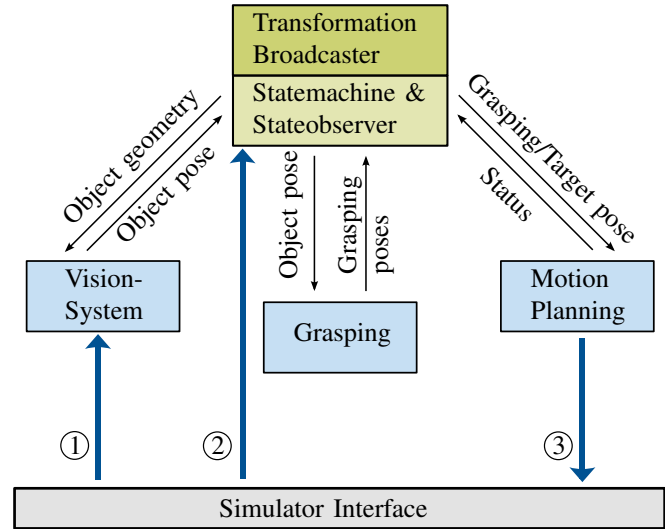 Transformation
Broadcaster
Statemachine &
Stateobserver
Object geometry
Object pose
Object pose
Grasping
poses
Grasping/Target pose
Status
Vision-
System
Grasping
Motion
Planning
1
2
3
Simulator Interface